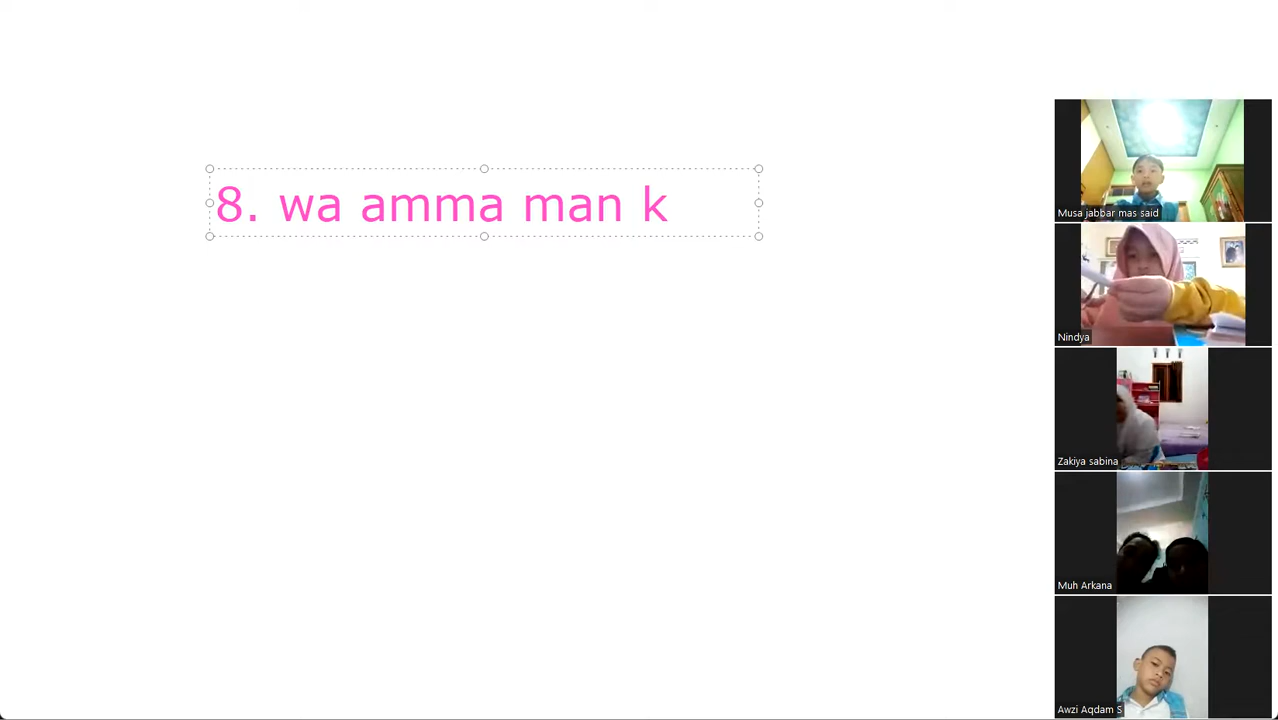 8. wa amma man k
Musa jabbar mas said
Nindya
Zakiya sabina
Muh Arkana
Awzi Aqdam S